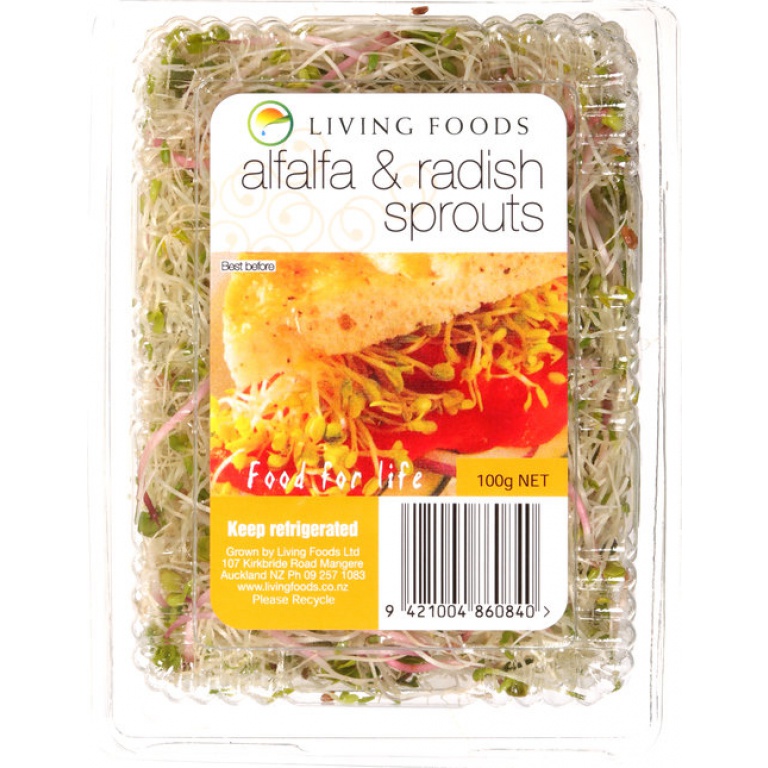 LIVING FOODS
alfalfa & radish
sprouts
Best before
Food for life
100g NET
Keep refrigerated
Grown by Living Foods Ltd
107 Kirkbride Road Mangere
Auckland NZ Ph 09 257 1083
www.livingfoods.co.nz
Please Recycle
9 421004 860840 >